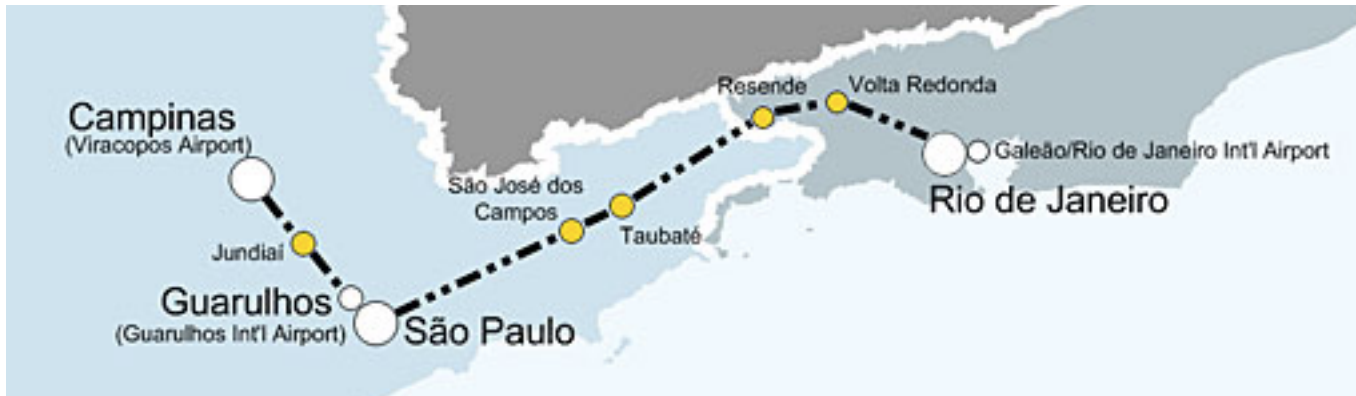 Campinas
(Viracopos Airport)
Jundiaí
Guarulhos
(Guarulhos Int'l Airport)
São Paulo
São José dos
Campos
Taubaté
Resende
Volta Redonda
Galeão/Rio de Janeiro Int'l Airport
Rio de Janeiro